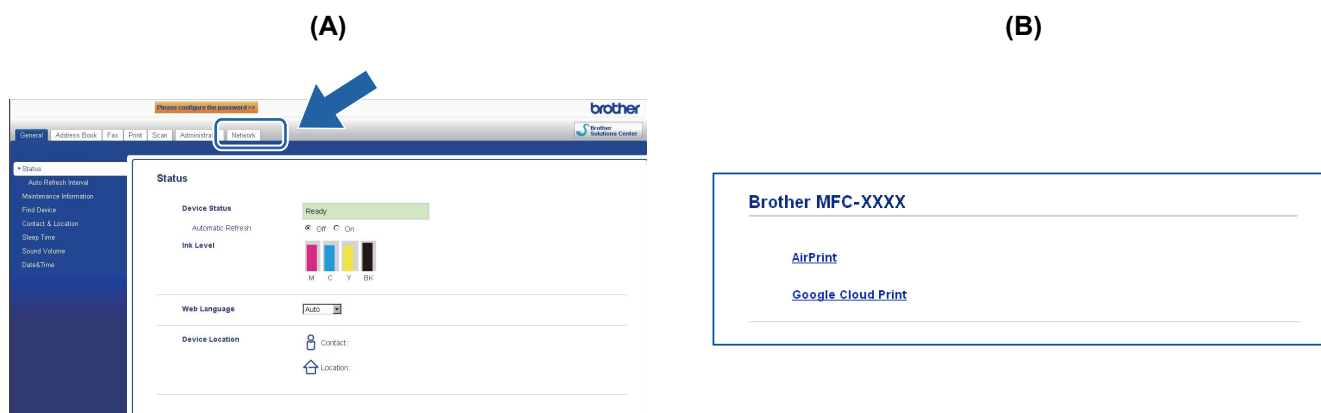 (A)
(B)
Please configure the password >>
brother
General Address Book Fax Print Scan Administrat Network
Brother
Solutions Center
Status
Auto Refresh Interval
Maintenance Information
Find Device
Contact & Location
Sleep Time
Sound Volume
Date&Time
Status
Device Status Ready
Automatic Refresh Off On
Ink Level
M C Y BK
Web Language Auto
Device Location Contact :
Location :
Brother MFC-XXXX
AirPrint
Google Cloud Print